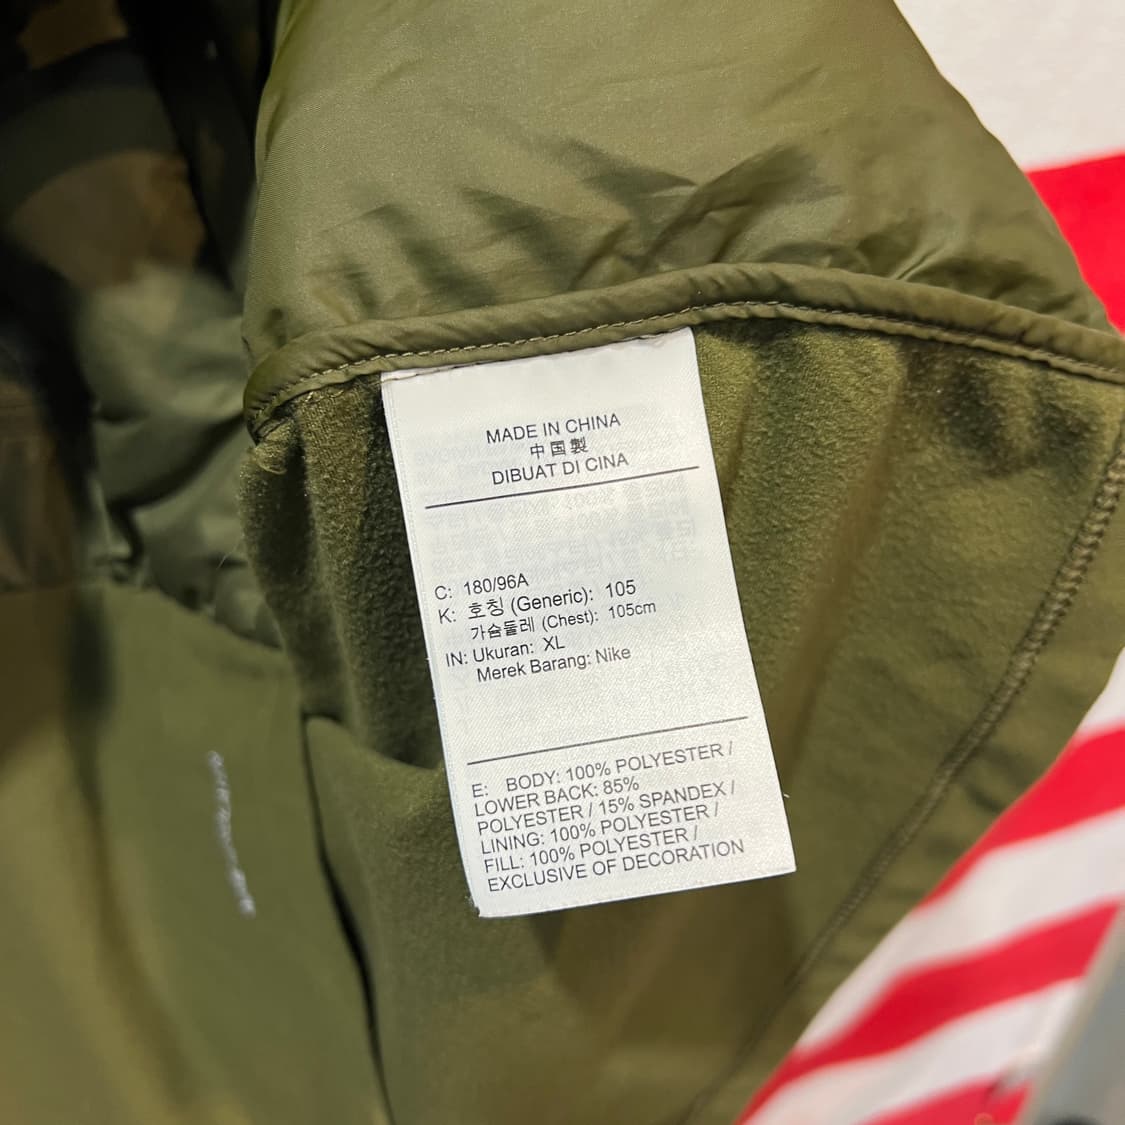 MADE IN CHINA
中国製
DIBUAT DI CINA
C: 180/96A
K: 호칭 (Generic): 105
가슴둘레 (Chest): 105cm
IN: Ukuran: XL
Merek Barang: Nike
E: BODY: 100% POLYESTER /
LOWER BACK: 85%
POLYESTER / 15% SPANDEX /
LINING: 100% POLYESTER /
FILL: 100% POLYESTER /
EXCLUSIVE OF DECORATION